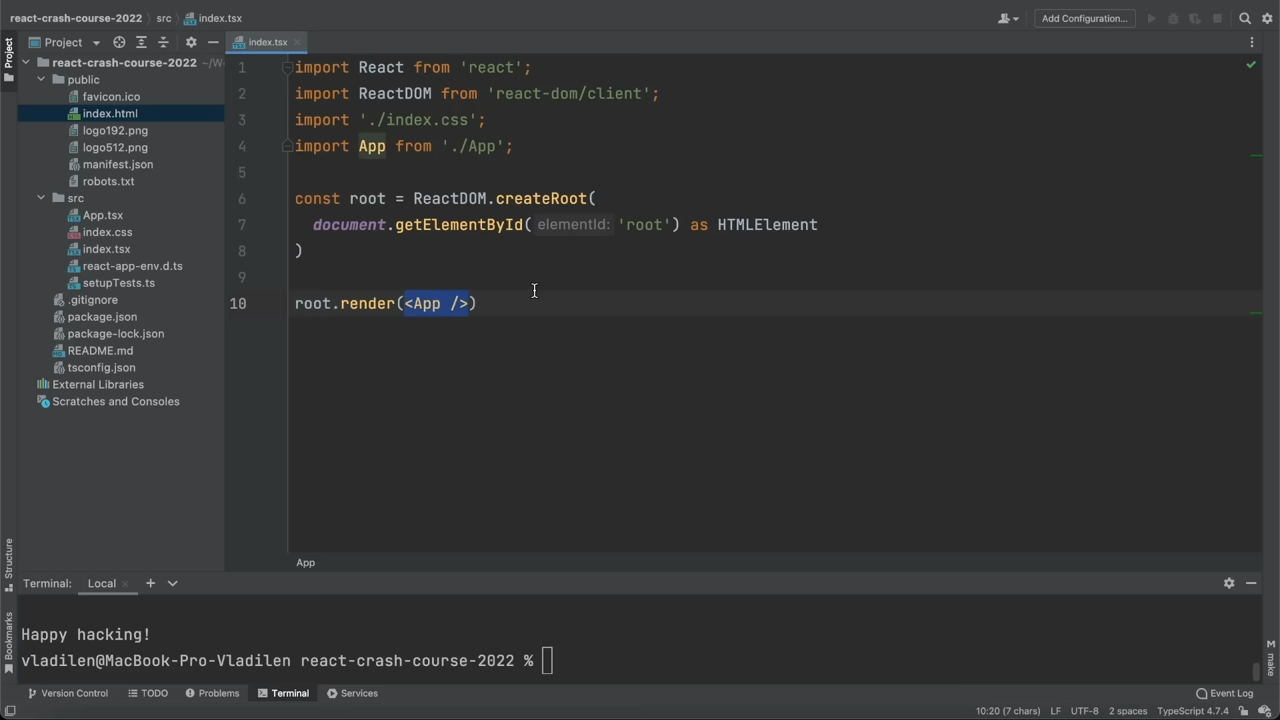 react-crash-course-2022 src index.tsx Add Configuration...
Project index.tsx
Project
react-crash-course-2022
public
favicon.ico
index.html
logo192.png
logo512.png
manifest.json
robots.txt
src
App.tsx
index.css
index.tsx
react-app-env.d.ts
setupTests.ts
.gitignore
package.json
package-lock.json
README.md
tsconfig.json
External Libraries
Scratches and Consoles
1 import React from 'react';
2 import ReactDOM from 'react-dom/client';
3 import './index.css';
4 import App from './App';
5
6 const root = ReactDOM.createRoot(
7 document.getElementById( elementId: 'root') as HTMLElement
8 )
9
10 root.render(<App />)
App
Structure
Bookmarks
make
Terminal: Local
Happy hacking!
vladilen@MacBook-Pro-Vladilen react-crash-course-2022 %
Version Control TODO Problems Terminal Services Event Log
10:20 (7 chars) LF UTF-8 2 spaces TypeScript 4.7.4